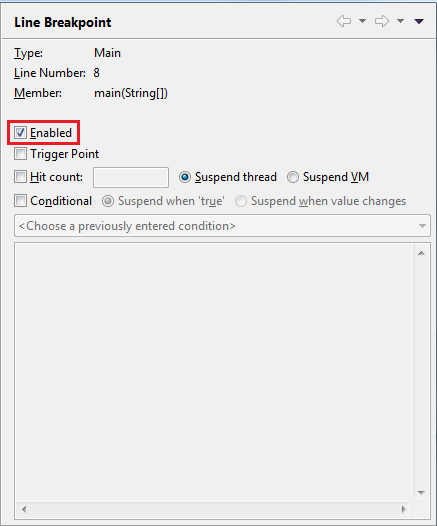 Line Breakpoint
Type: Main
Line Number: 8
Member: main(String[])
Enabled
Trigger Point
Hit count: Suspend thread Suspend VM
Conditional Suspend when 'true' Suspend when value changes
<Choose a previously entered condition>